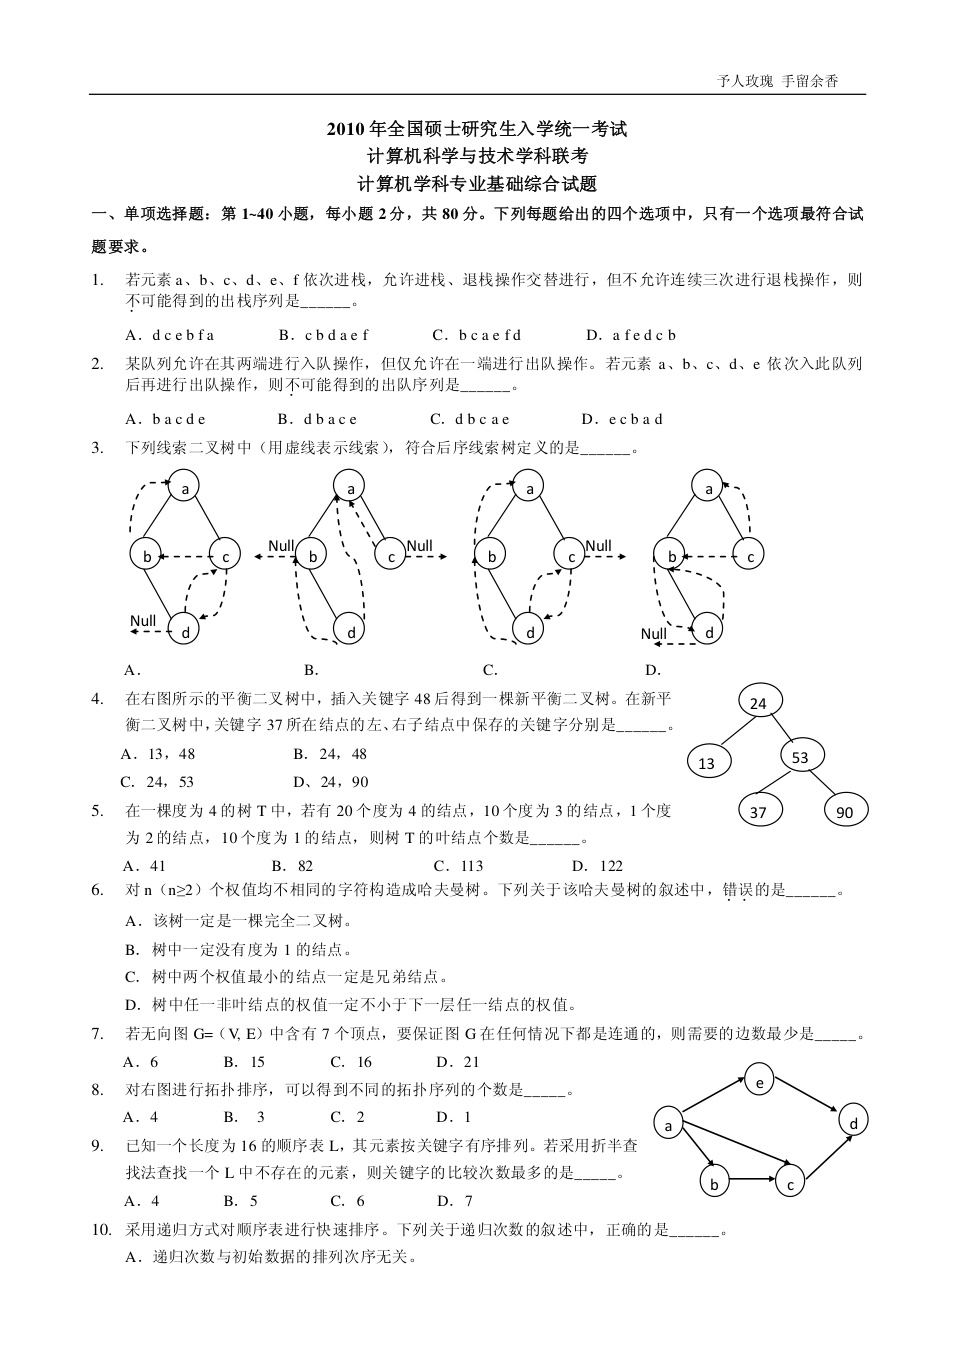 予人玫瑰 手留余香
2010 年全国硕士研究生入学统一考试
计算机科学与技术学科联考
计算机学科专业基础综合试题
一、单项选择题：第 1~40 小题，每小题 2 分，共 80 分。下列每题给出的四个选项中，只有一个选项最符合试
题要求。
1. 若元素 a、b、c、d、e、f 依次进栈，允许进栈、退栈操作交替进行，但不允许连续三次进行退栈操作，则
不可能得到的出栈序列是______。
A．d c e b f a B．c b d a e f C．b c a e f d D．a f e d c b
2. 某队列允许在其两端进行入队操作，但仅允许在一端进行出队操作。若元素 a、b、c、d、e 依次入此队列
后再进行出队操作，则不可能得到的出队序列是______。
A．b a c d e B．d b a c e C．d b c a e D．e c b a d
3. 下列线索二叉树中（用虚线表示线索），符合后序线索树定义的是______。
a a a a
b c Null b c Null b c Null b c
Null d d d Null d
A． B． C． D．
4. 在右图所示的平衡二叉树中，插入关键字 48 后得到一棵新平衡二叉树。在新平
衡二叉树中，关键字 37 所在结点的左、右子结点中保存的关键字分别是______。
A．13，48 B．24，48
C．24，53 D、24，90
24
13 53
37 90
5. 在一棵度为 4 的树 T 中，若有 20 个度为 4 的结点，10 个度为 3 的结点，1 个度
为 2 的结点，10 个度为 1 的结点，则树 T 的叶结点个数是______。
A．41 B．82 C．113 D．122
6. 对 n（n≥2）个权值均不相同的字符构造成哈夫曼树。下列关于该哈夫曼树的叙述中，错误的是______。
A．该树一定是一棵完全二叉树。
B．树中一定没有度为 1 的结点。
C．树中两个权值最小的结点一定是兄弟结点。
D．树中任一非叶结点的权值一定不小于下一层任一结点的权值。
7. 若无向图 G=（V, E）中含有 7 个顶点，要保证图 G 在任何情况下都是连通的，则需要的边数最少是_____。
A．6 B．15 C．16 D．21
8. 对右图进行拓扑排序，可以得到不同的拓扑序列的个数是_____。
A．4 B． 3 C．2 D．1
e
a d
b c
9. 已知一个长度为 16 的顺序表 L，其元素按关键字有序排列。若采用折半查
找法查找一个 L 中不存在的元素，则关键字的比较次数最多的是_____。
A．4 B．5 C．6 D．7
10. 采用递归方式对顺序表进行快速排序。下列关于递归次数的叙述中，正确的是______。
A．递归次数与初始数据的排列次序无关。